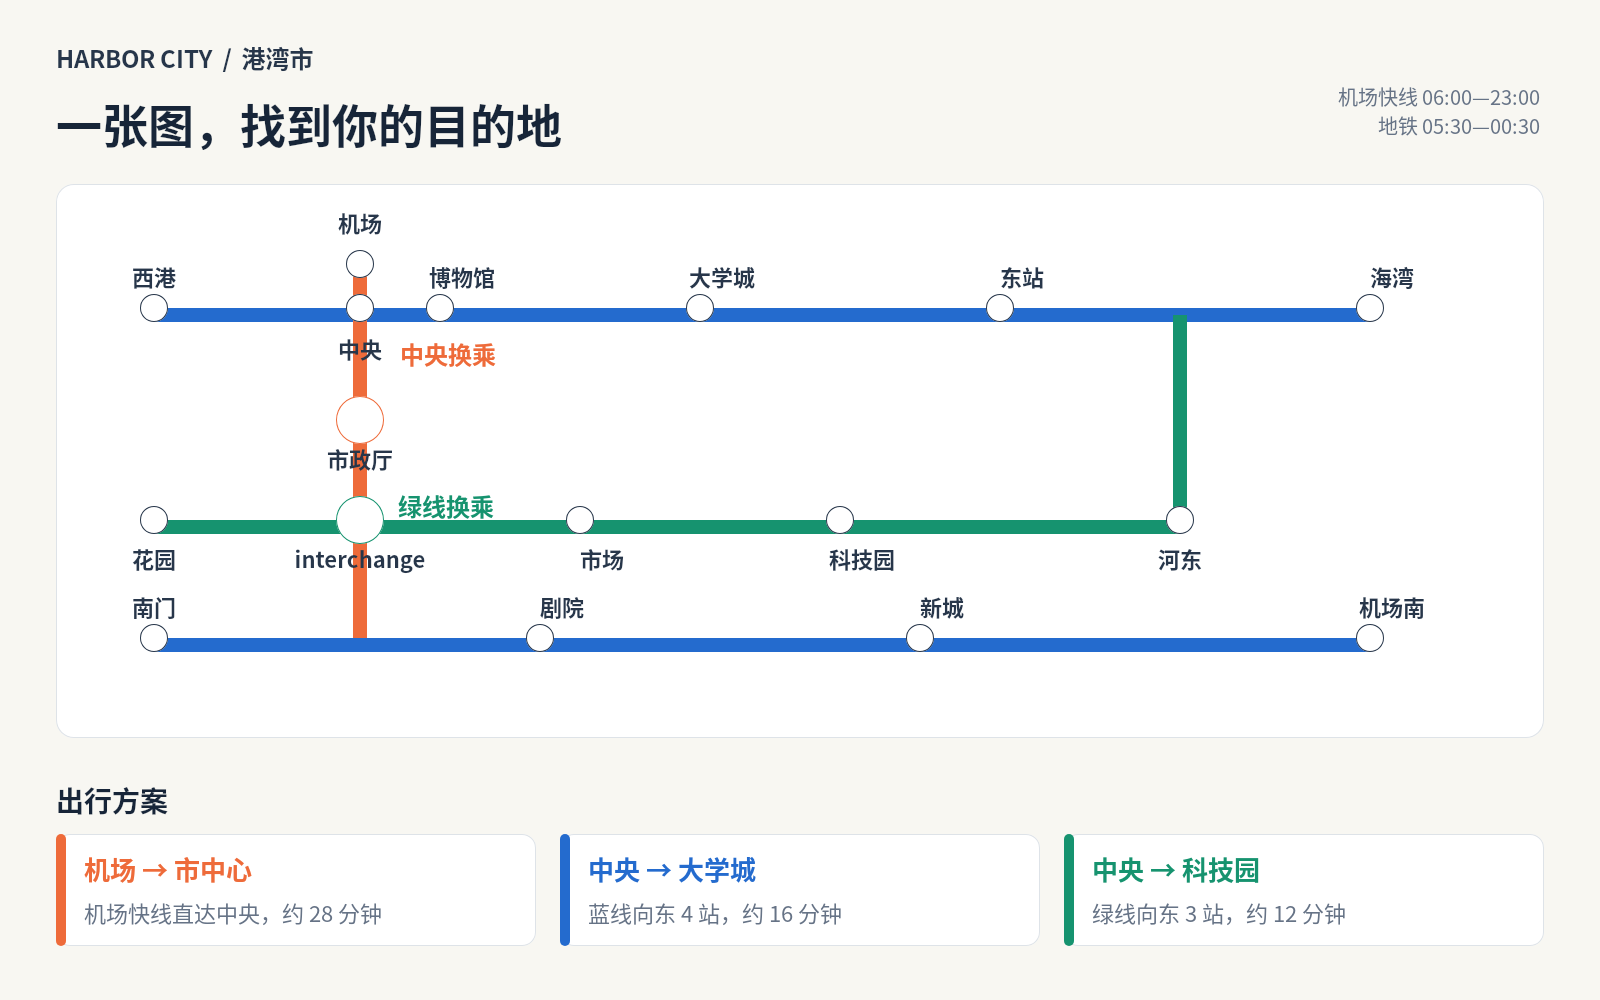 HARBOR CITY / 港湾市
一张图，找到你的目的地
机场快线 06:00—23:00
地铁 05:30—00:30
机场
西港
博物馆
大学城
东站
海湾
中央
中央换乘
市政厅
绿线换乘
花园
interchange
市场
科技园
河东
南门
剧院
新城
机场南
出行方案
机场 → 市中心
机场快线直达中央，约 28 分钟
中央 → 大学城
蓝线向东 4 站，约 16 分钟
中央 → 科技园
绿线向东 3 站，约 12 分钟